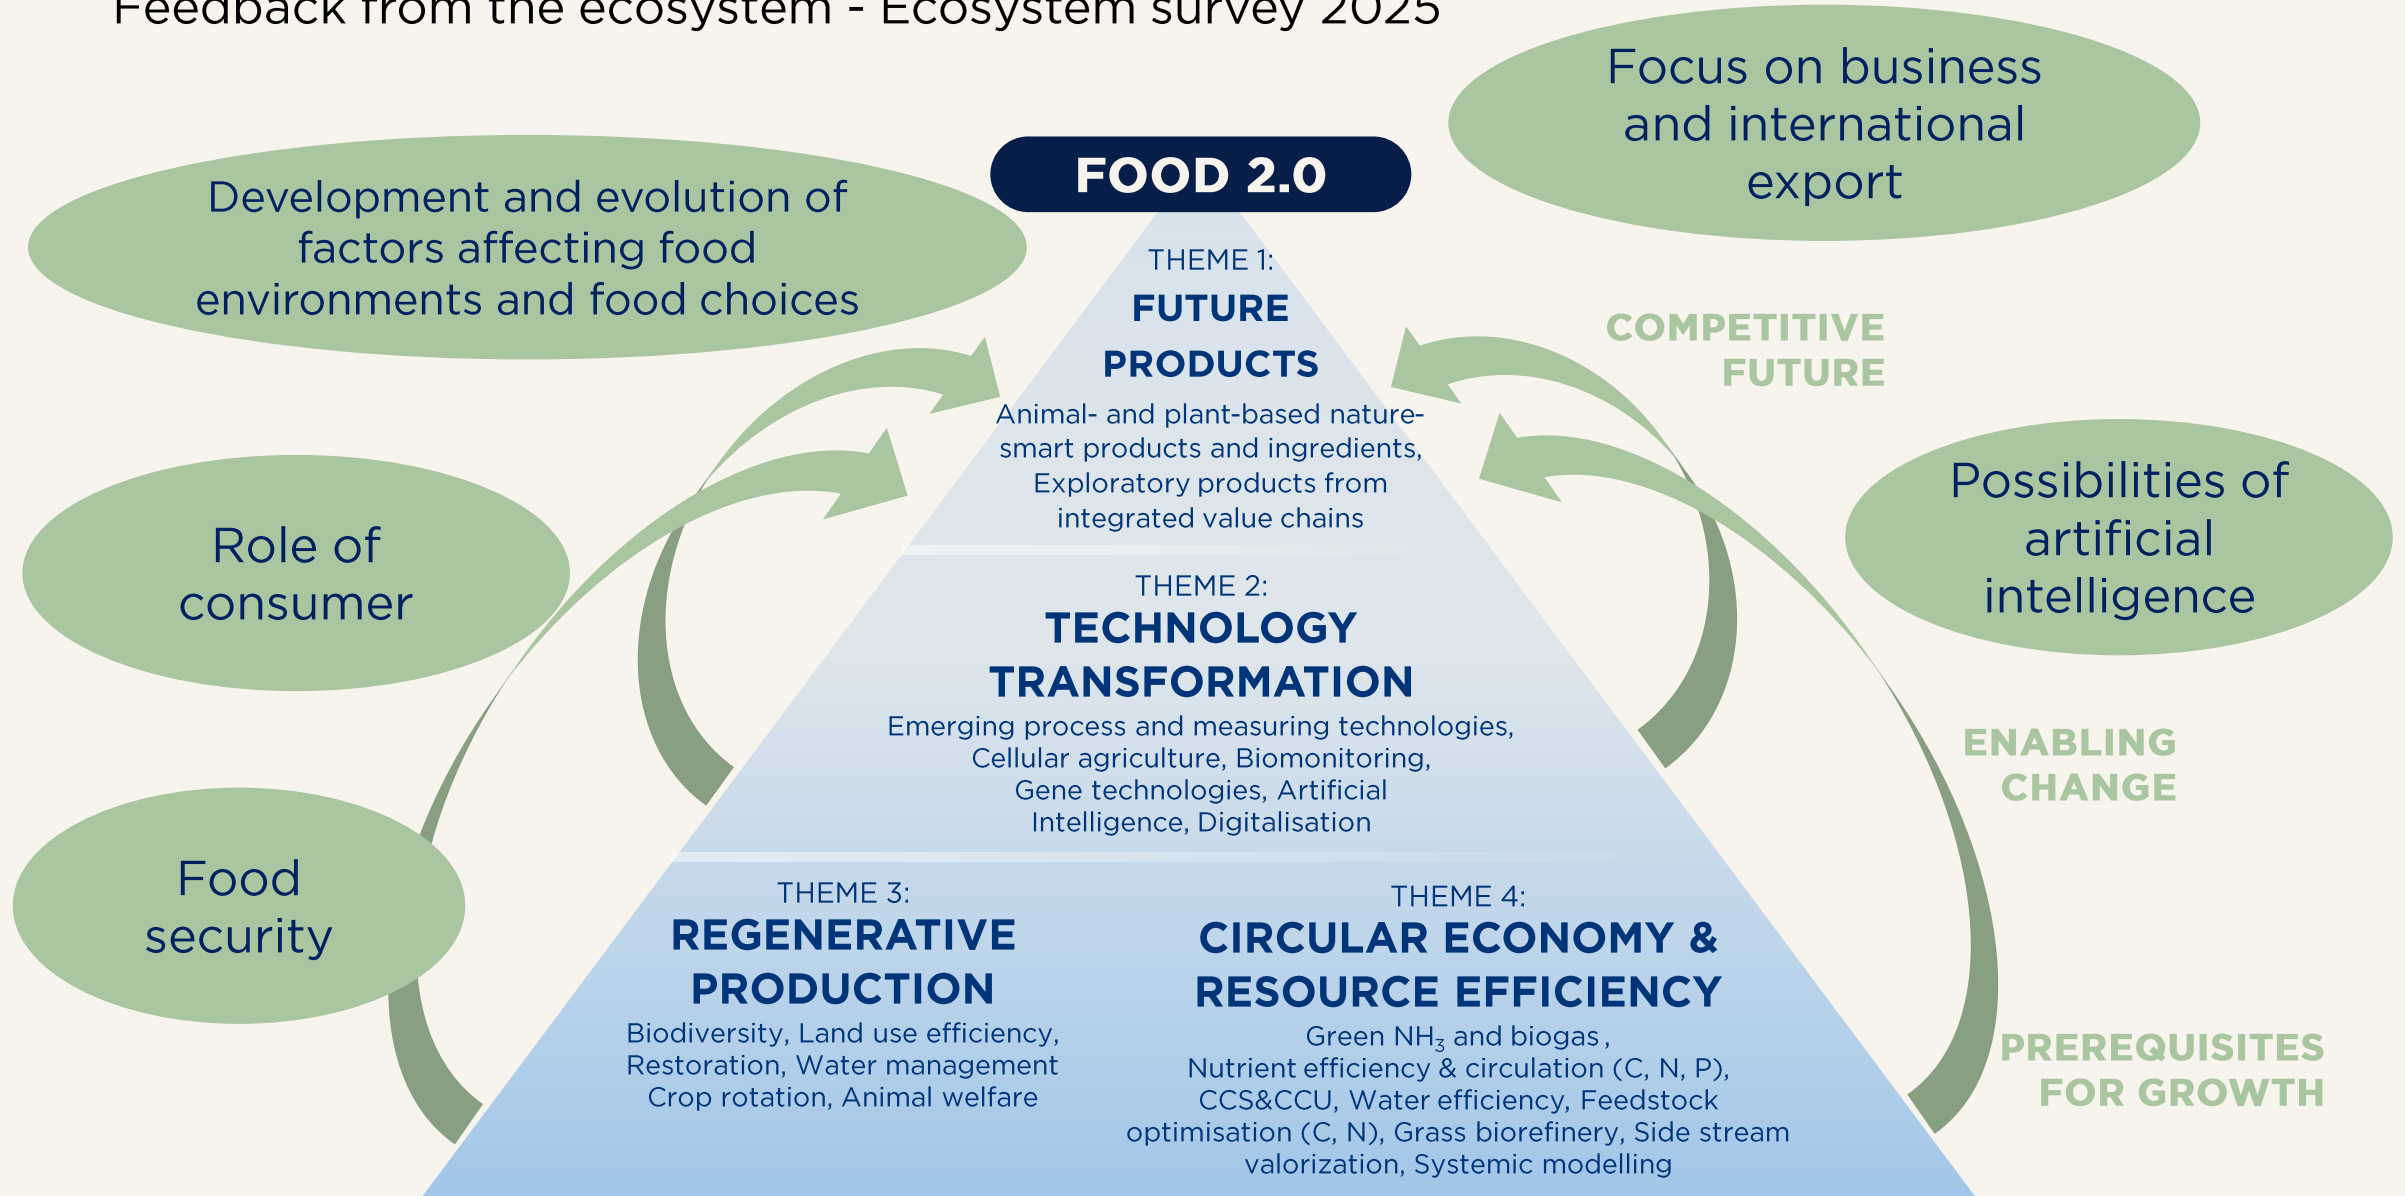 Feedback from the ecosystem - Ecosystem survey 2025
Focus on business
and international
export
FOOD 2.0
Development and evolution of
factors affecting food
environments and food choices
THEME 1:
FUTURE
PRODUCTS
Animal- and plant-based nature-
smart products and ingredients,
Exploratory products from
integrated value chains
COMPETITIVE
FUTURE
Role of
consumer
Possibilities of
artificial
intelligence
THEME 2:
TECHNOLOGY
TRANSFORMATION
Emerging process and measuring technologies,
Cellular agriculture, Biomonitoring,
Gene technologies, Artificial
Intelligence, Digitalisation
ENABLING
CHANGE
Food
security
THEME 3:
REGENERATIVE
PRODUCTION
Biodiversity, Land use efficiency,
Restoration, Water management
Crop rotation, Animal welfare
THEME 4:
CIRCULAR ECONOMY &
RESOURCE EFFICIENCY
Green NH₃ and biogas,
Nutrient efficiency & circulation (C, N, P),
CCS&CCU, Water efficiency, Feedstock
optimisation (C, N), Grass biorefinery, Side stream
valorization, Systemic modelling
PREREQUISITES
FOR GROWTH